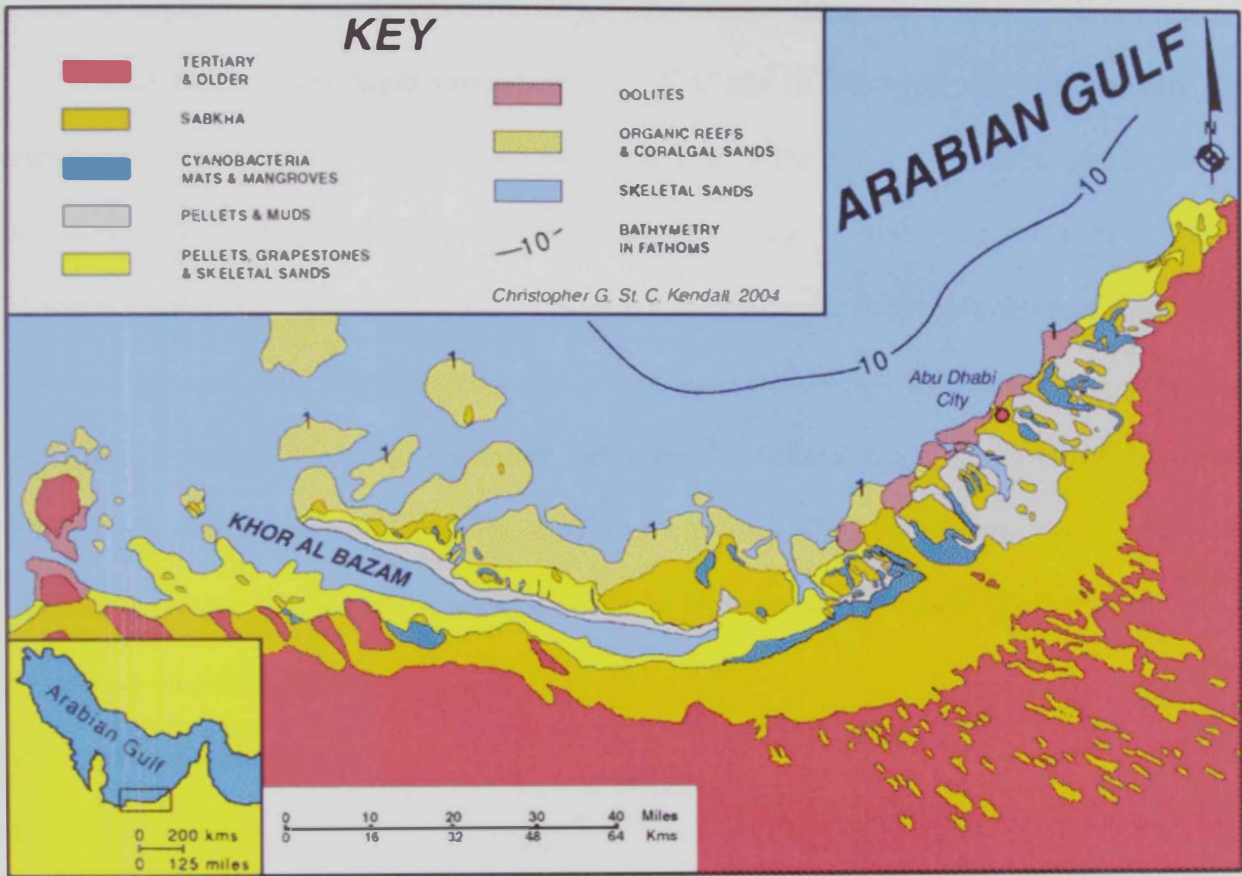 KEY
TERTIARY
& OLDER
SABKHA
CYANOBACTERIA
MATS & MANGROVES
PELLETS & MUDS
PELLETS, GRAPESTONES
& SKELETAL SANDS
OOLITES
ORGANIC REEFS
& CORALGAL SANDS
SKELETAL SANDS
—10-
BATHYMETRY
IN FATHOMS
Christopher G. St. C. Kendall, 2004
ARABIAN GULF
N
10
10
1
1
1
1
1
1
1
Abu Dhabi
City
KHOR AL BAZAM
Arabian Gulf
0 200 kms
0 125 miles
0 10 20 30 40 Miles
0 16 32 48 64 Kms